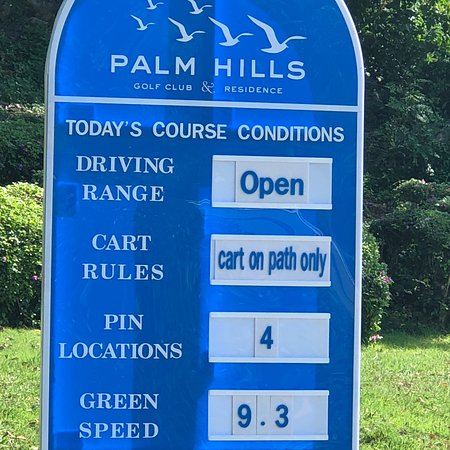 PALM HILLS
GOLF CLUB & RESIDENCE
TODAY'S COURSE CONDITIONS
DRIVING
RANGE
Open
CART
RULES
cart on path only
PIN
LOCATIONS
4
GREEN
SPEED
9.3